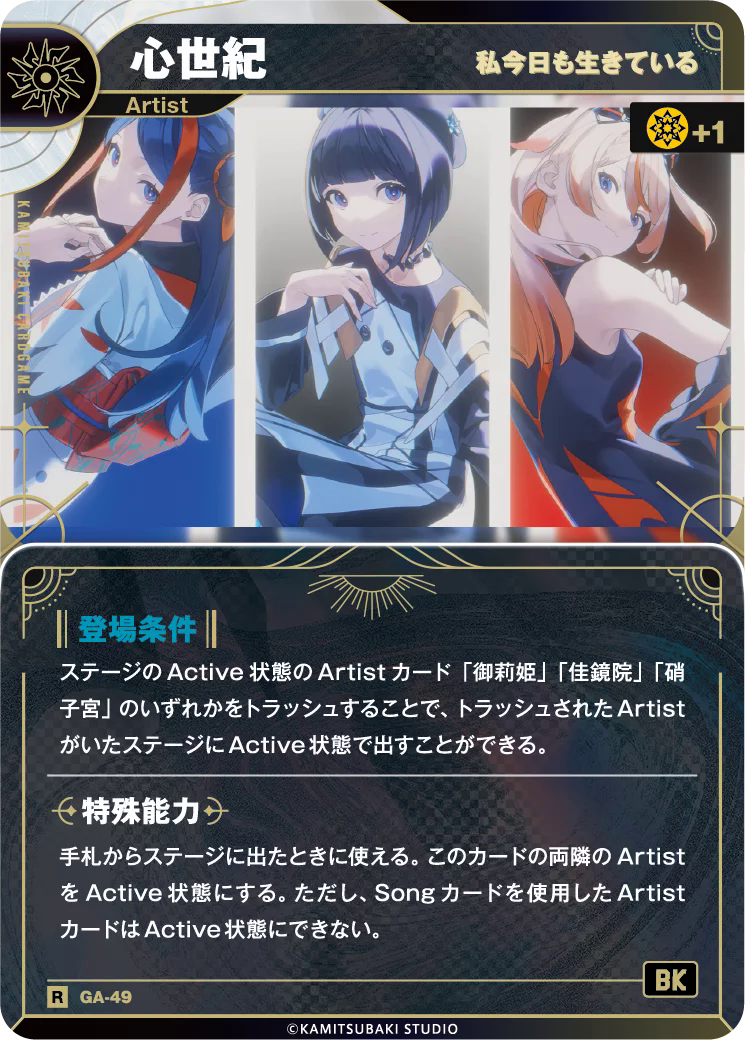 心世紀
私今日も生きている
Artist
+1
KAMITSUBAKI CARD GAME
登場条件
ステージのActive状態のArtistカード「御莉姫」「佳鏡院」「硝
子宮」のいずれかをトラッシュすることで、トラッシュされたArtist
がいたステージにActive状態で出すことができる。
特殊能力
手札からステージに出たときに使える。このカードの両隣のArtist
をActive状態にする。ただし、Songカードを使用したArtist
カードはActive状態にできない。
BK
R GA-49
©KAMITSUBAKI STUDIO